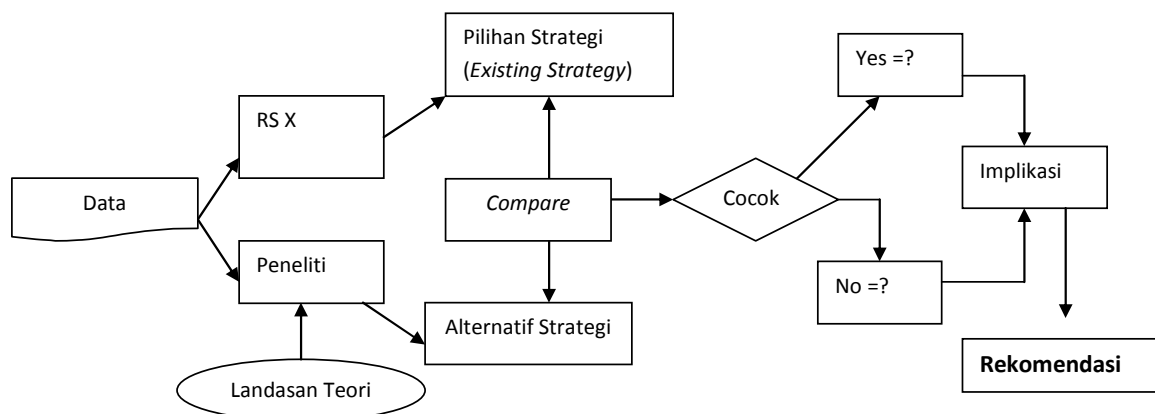 Pilihan Strategi
(Existing Strategy)
Yes =?
RS X
Data
Compare
Cocok
Implikasi
Peneliti
No =?
Alternatif Strategi
Landasan Teori
Rekomendasi